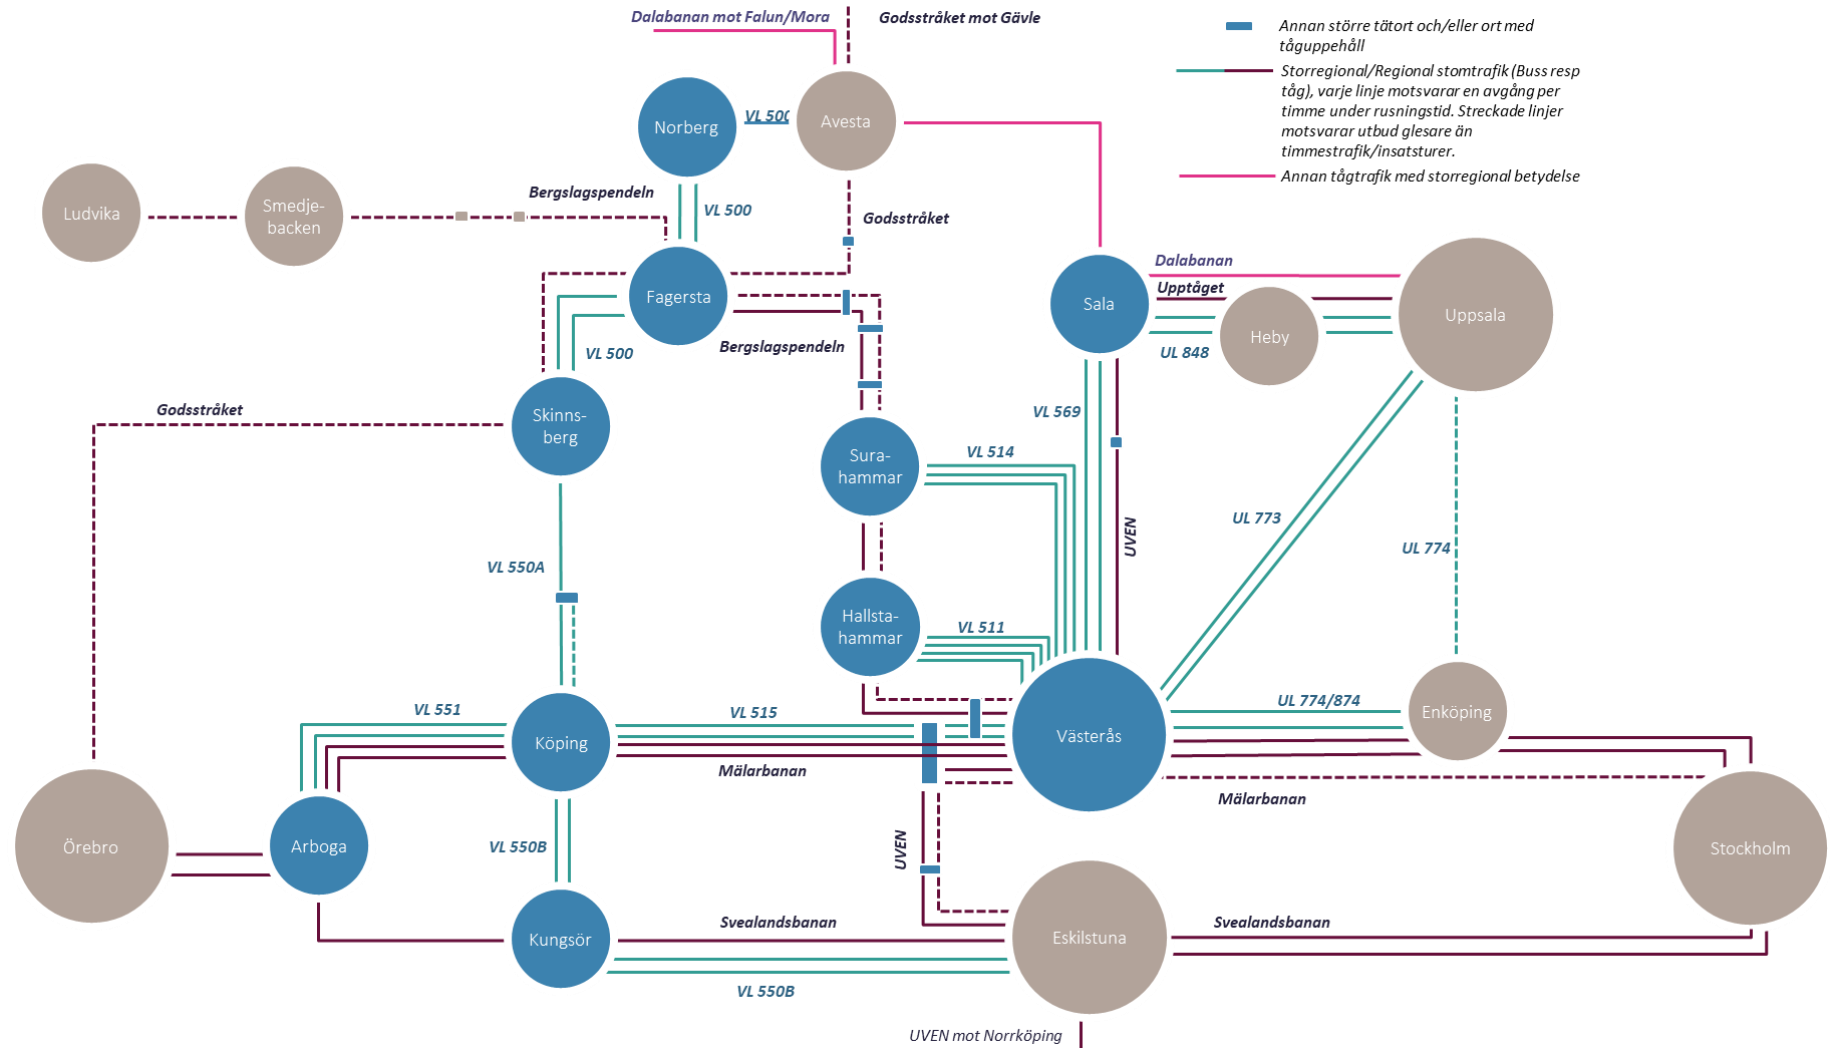 Dalabanan mot Falun/Mora
Godsstråket mot Gävle
Annan större tätort och/eller ort med
tåguppehåll
Storregional/Regional stomtrafik (Buss resp
tåg), varje linje motsvarar en avgång per
timme under rusningstid. Streckade linjer
motsvarar utbud glesare än
timmestrafik/insatsturer.
Annan tågtrafik med storregional betydelse
Norberg
VL 500
Avesta
Ludvika
Smedje-
backen
Bergslagspendeln
VL 500
Godsstråket
Fagersta
Sala
Dalabanan
Upptåget
Heby
Uppsala
UL 848
VL 500
Bergslagspendeln
Godsstråket
Skinns-
berg
VL 569
Sura-
hammar
VL 514
UVEN
UL 773
UL 774
VL 550A
Hallsta-
hammar
VL 511
VL 551
Köping
VL 515
Västerås
UL 774/874
Enköping
Mälarbanan
Mälarbanan
Örebro
Arboga
VL 550B
UVEN
Stockholm
Kungsör
Svealandsbanan
Eskilstuna
Svealandsbanan
VL 550B
UVEN mot Norrköping